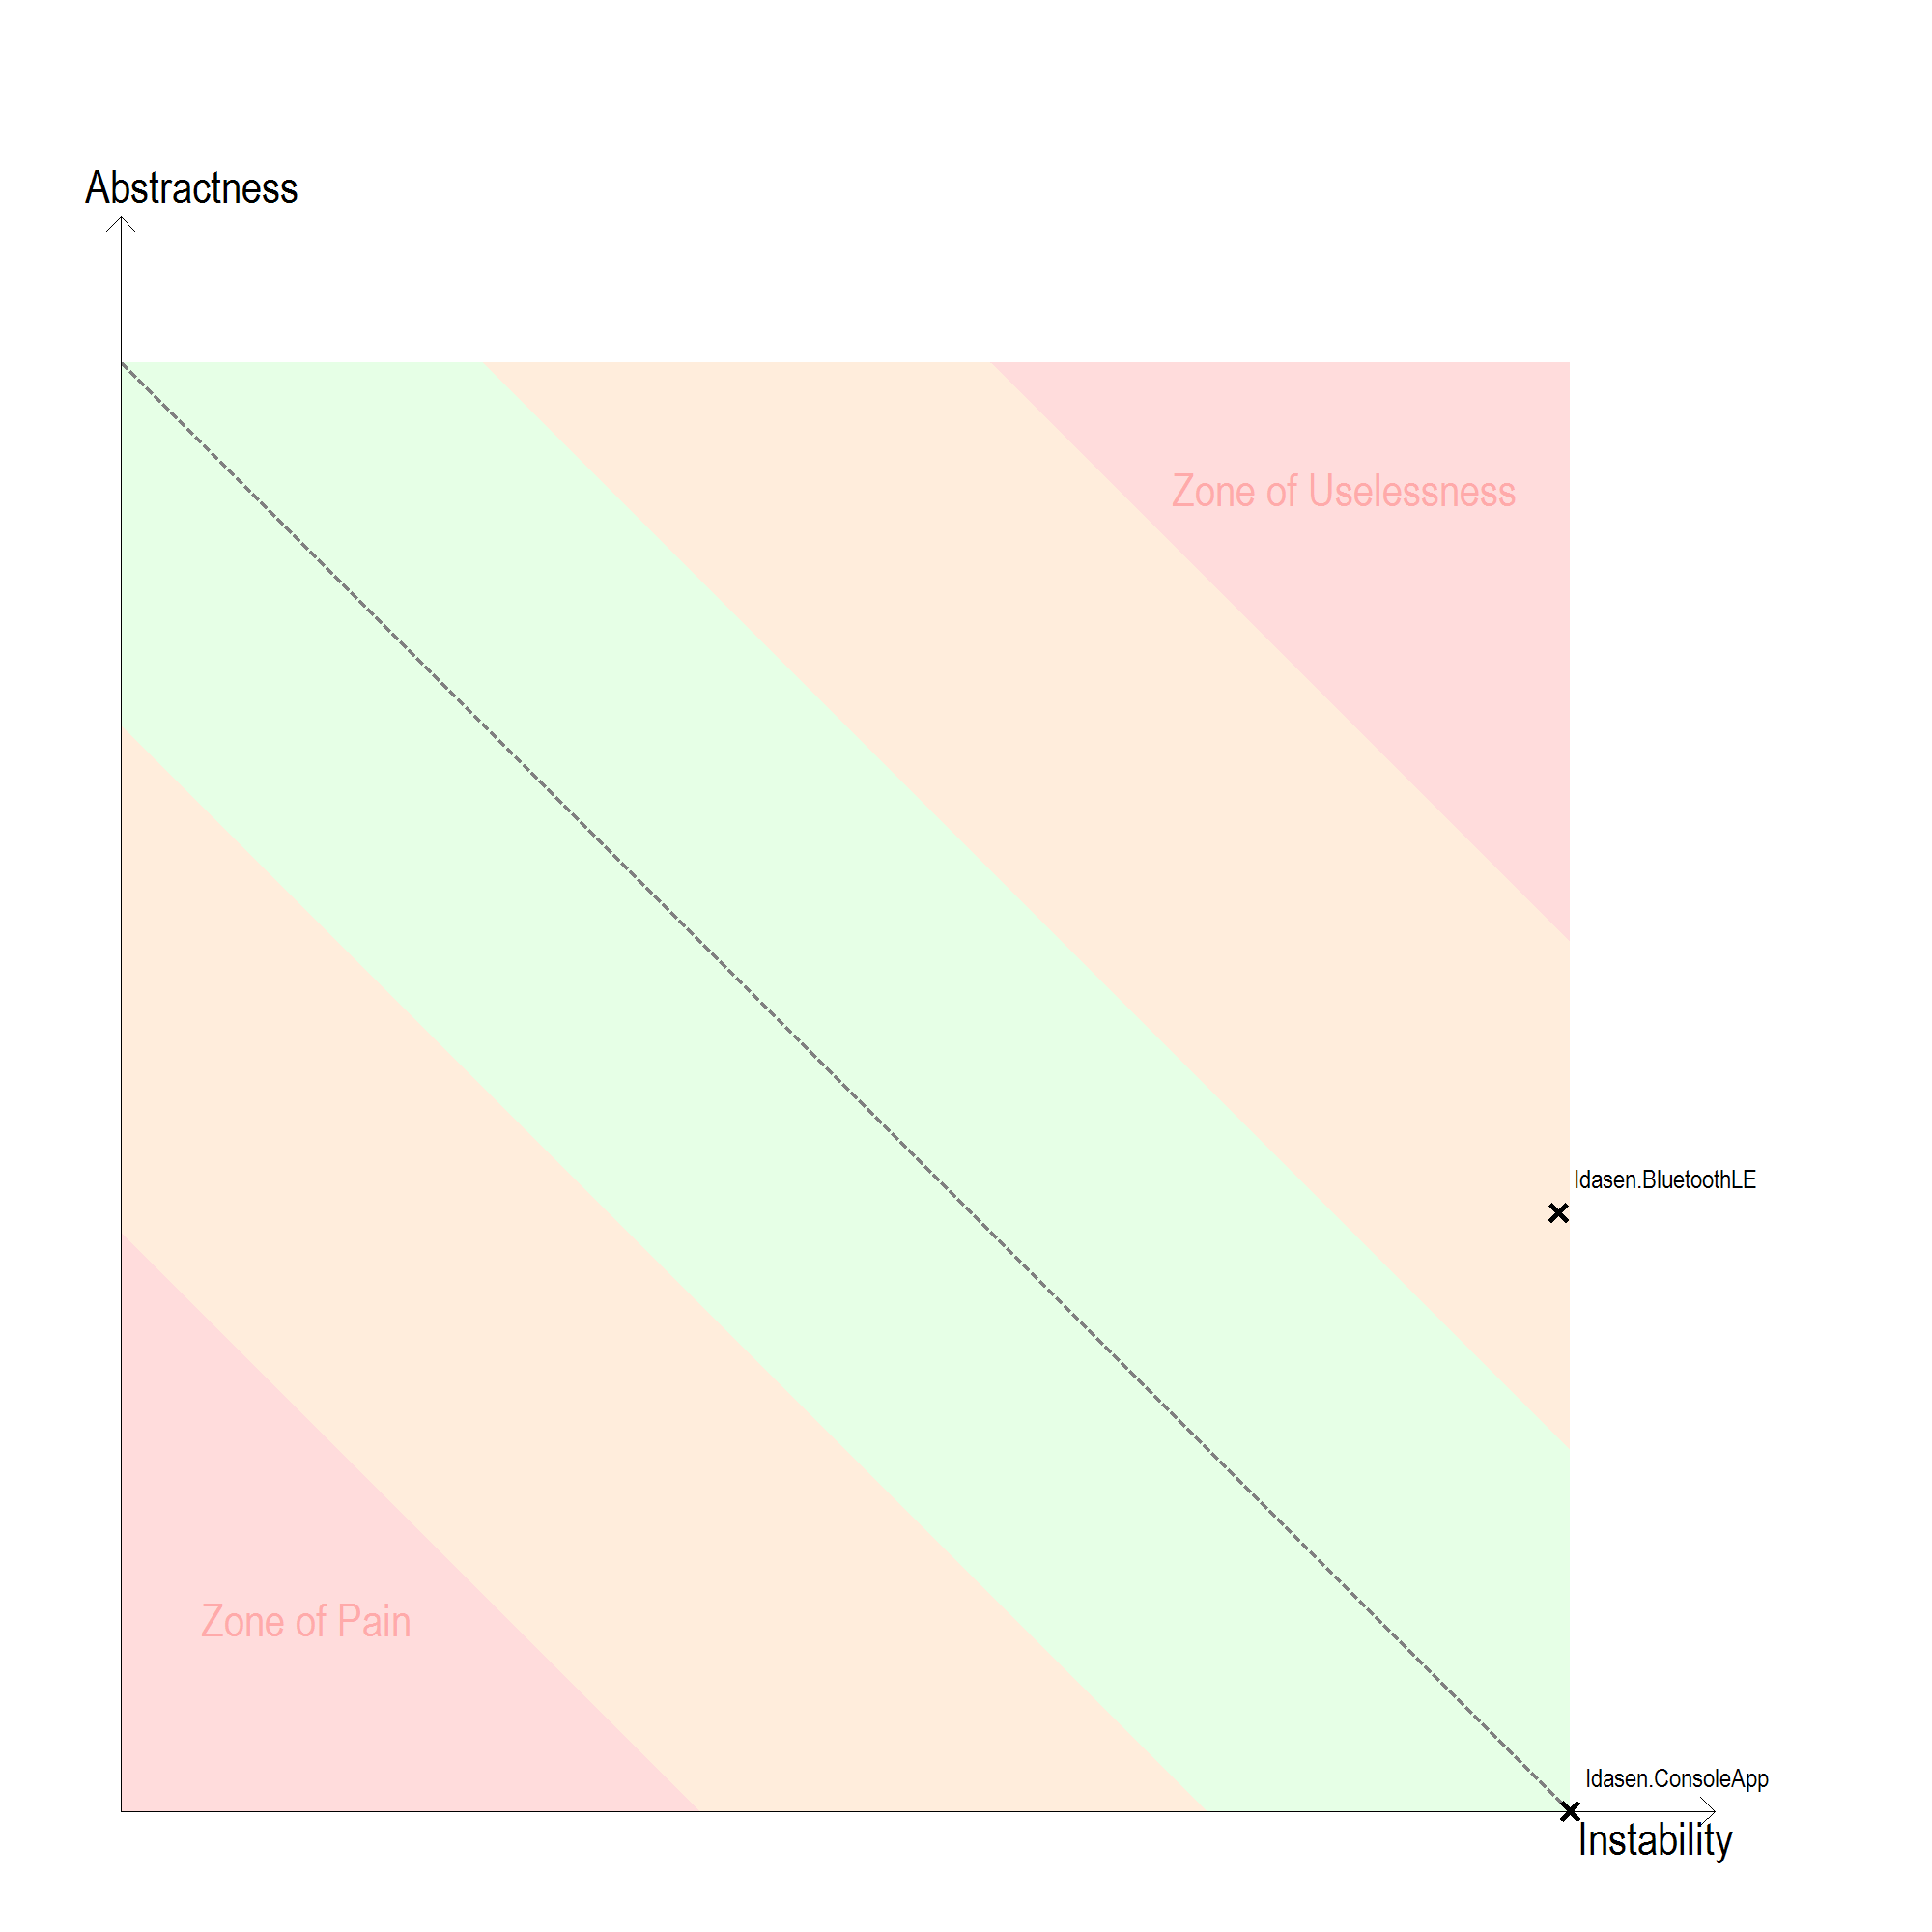 Abstractness
Zone of Uselessness
Idasen.BluetoothLE
Zone of Pain
Idasen.ConsoleApp
Instability